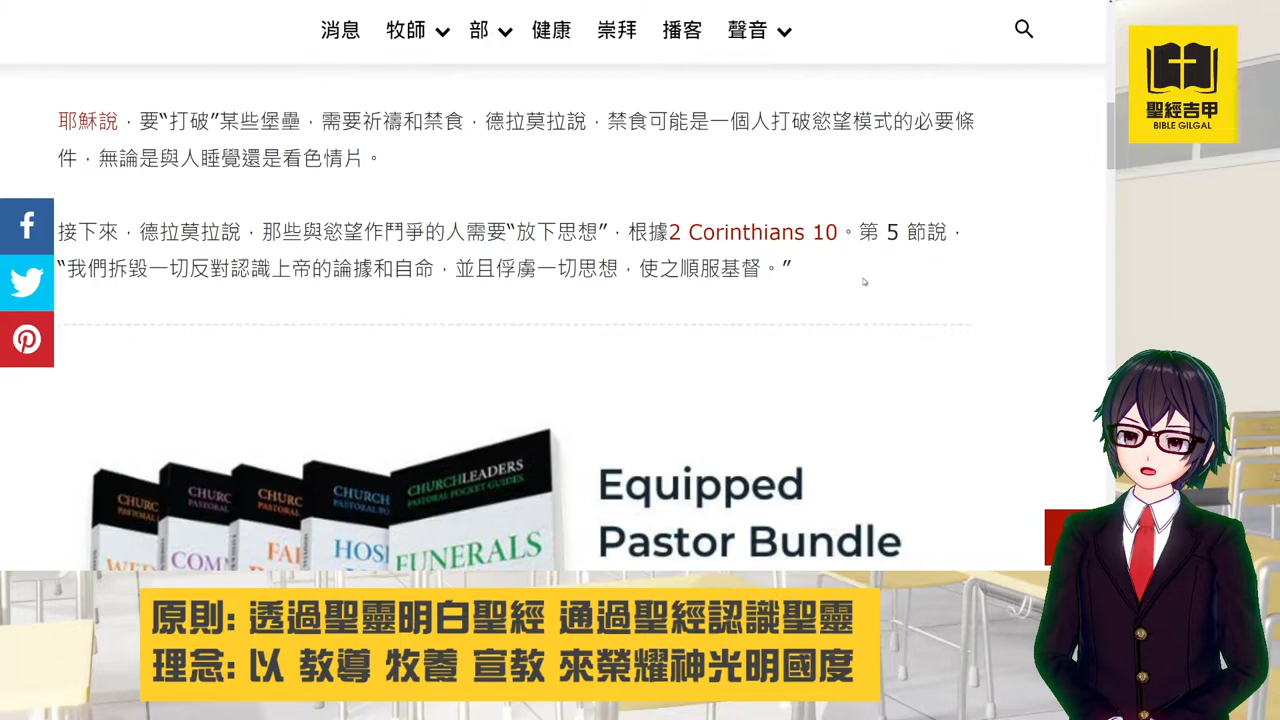 消息 牧師 部 健康 崇拜 播客 聲音
聖經吉甲
BIBLE GILGAL
耶穌說，要“打破”某些堡壘，需要祈禱和禁食，德拉莫拉說，禁食可能是一個人打破慾望模式的必要條
件，無論是與人睡覺還是看色情片。
接下來，德拉莫拉說，那些與慾望作鬥爭的人需要“放下思想”，根據2 Corinthians 10。第 5 節說，
“我們拆毀一切反對認識上帝的論據和自命，並且俘虜一切思想，使之順服基督。”
CHURCHLEADERS
PASTORAL POCKET GUIDES
FUNERALS
Equipped
Pastor Bundle
原則: 透過聖靈明白聖經 通過聖經認識聖靈
理念: 以 教導 牧養 宣教 來榮耀神光明國度